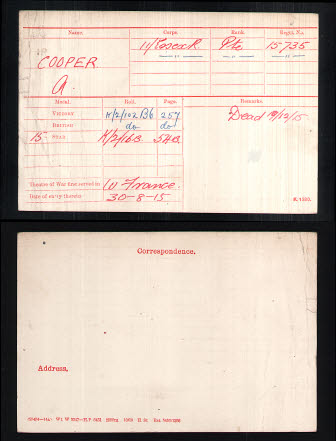 Name. Corps. Rank. Regtl. No.
COOPER 11/Essex R. Pte. 15735
A.
Medal. Roll. Page. Remarks.
VICTORY K/2/102 B6 257 Dead 19/12/15
BRITISH do do
15 STAR K/2/16B. 540.
Theatre of War first served in (1) France.
Date of entry therein 30-8-15
K. 1380.
Correspondence.
Address.